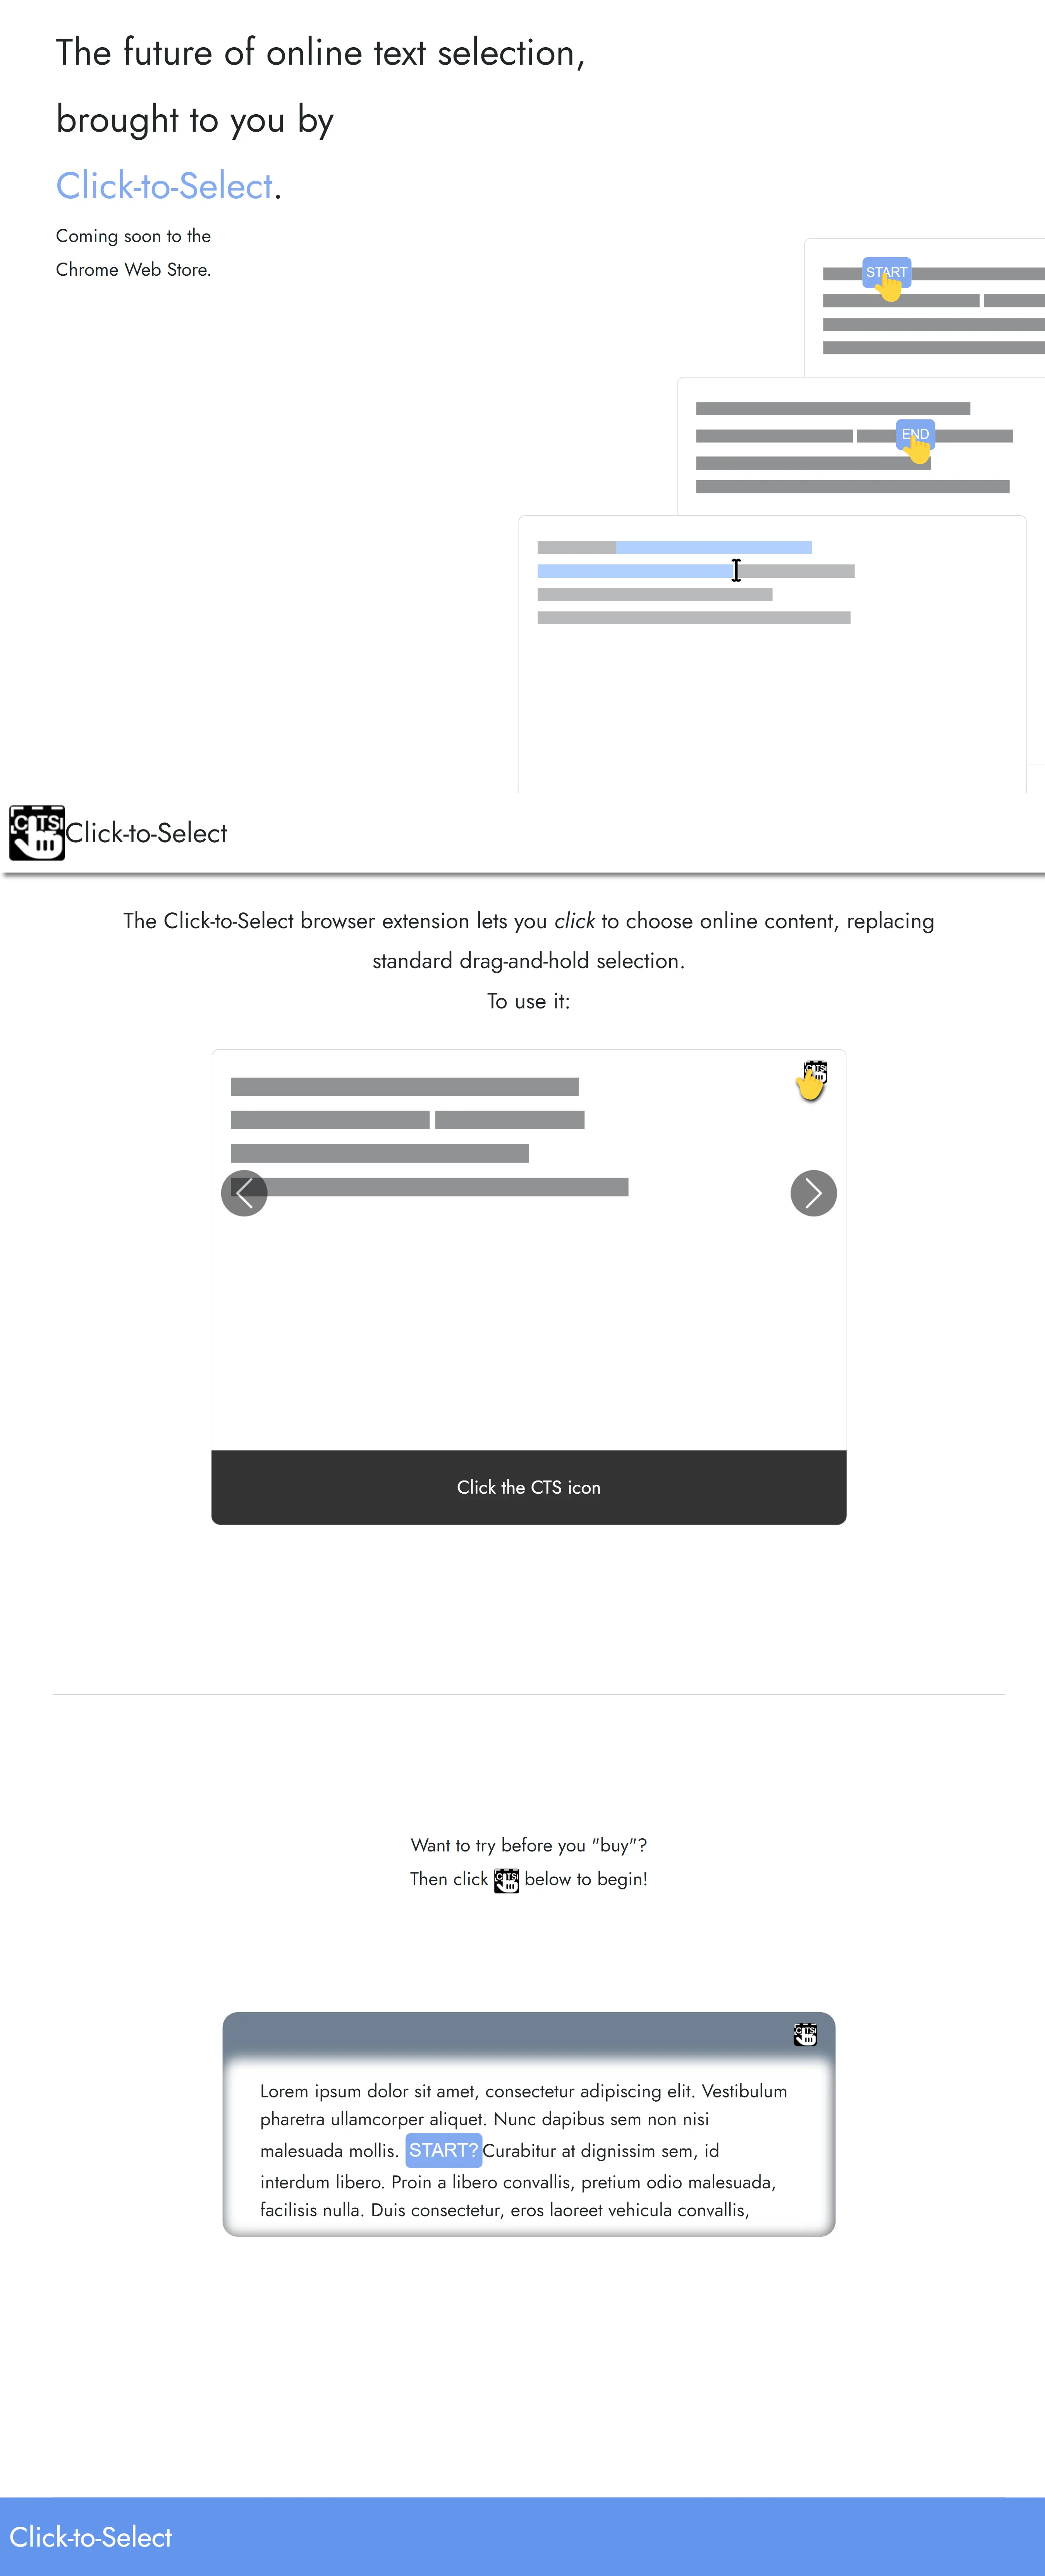 The future of online text selection,
brought to you by
Click-to-Select.
Coming soon to the
Chrome Web Store.
START
END
CTS
Click-to-Select
The Click-to-Select browser extension lets you click to choose online content, replacing
standard drag-and-hold selection.
To use it:
CTS
Click the CTS icon
Want to try before you "buy"?
Then click CTS below to begin!
CTS
Lorem ipsum dolor sit amet, consectetur adipiscing elit. Vestibulum
pharetra ullamcorper aliquet. Nunc dapibus sem non nisi
malesuada mollis. START? Curabitur at dignissim sem, id
interdum libero. Proin a libero convallis, pretium odio malesuada,
facilisis nulla. Duis consectetur, eros laoreet vehicula convallis,
Click-to-Select